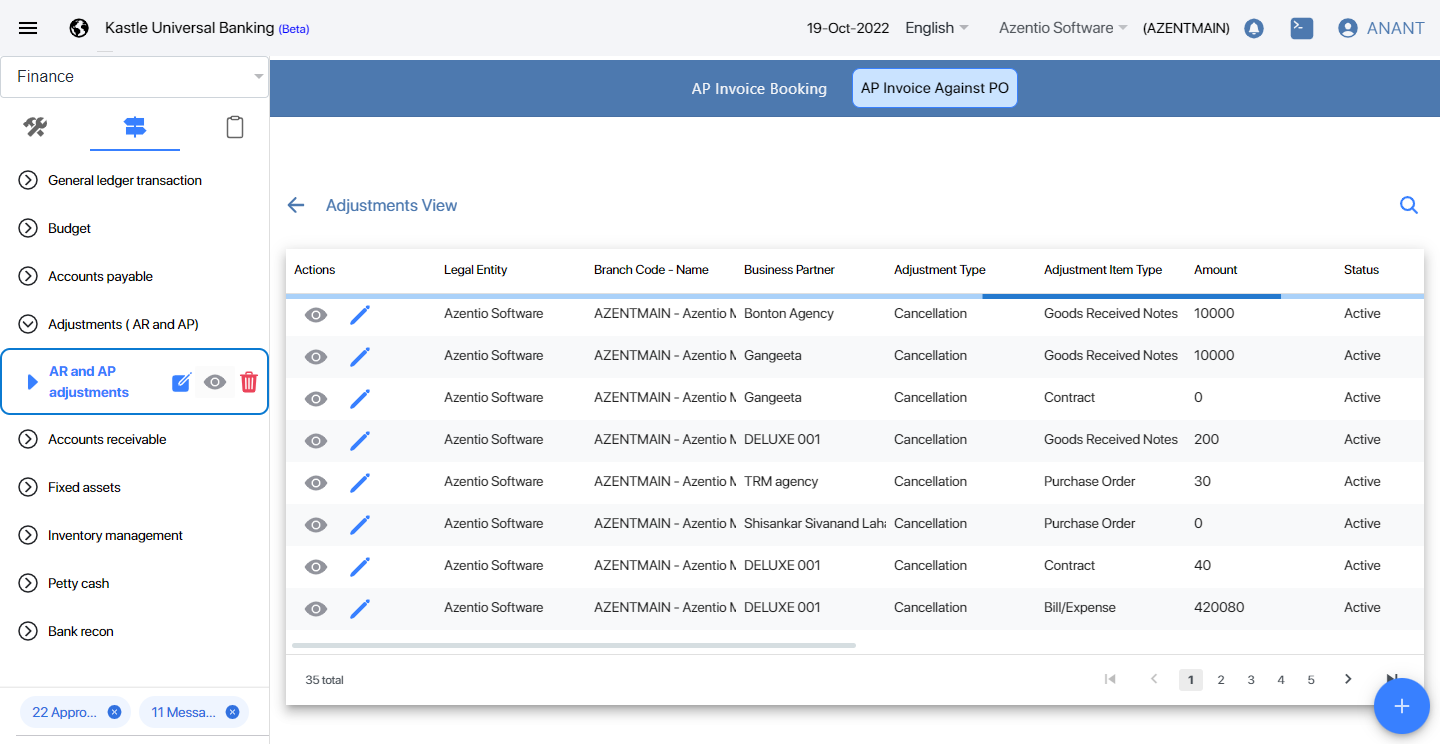 Kastle Universal Banking (Beta)
19-Oct-2022 English Azentio Software (AZENTMAIN) ANANT
Finance
AP Invoice Booking AP Invoice Against PO
General ledger transaction
Budget
Accounts payable
Adjustments ( AR and AP)
AR and AP
adjustments
Accounts receivable
Fixed assets
Inventory management
Petty cash
Bank recon
22 Appro... 11 Messa...
Adjustments View
Actions Legal Entity Branch Code - Name Business Partner Adjustment Type Adjustment Item Type Amount Status
Azentio Software AZENTMAIN - Azentio M Bonton Agency Cancellation Goods Received Notes 10000 Active
Azentio Software AZENTMAIN - Azentio M Gangeeta Cancellation Goods Received Notes 10000 Active
Azentio Software AZENTMAIN - Azentio M Gangeeta Cancellation Contract 0 Active
Azentio Software AZENTMAIN - Azentio M DELUXE 001 Cancellation Goods Received Notes 200 Active
Azentio Software AZENTMAIN - Azentio M TRM agency Cancellation Purchase Order 30 Active
Azentio Software AZENTMAIN - Azentio M Shisankar Sivanand Laha Cancellation Purchase Order 0 Active
Azentio Software AZENTMAIN - Azentio M DELUXE 001 Cancellation Contract 40 Active
Azentio Software AZENTMAIN - Azentio M DELUXE 001 Cancellation Bill/Expense 420080 Active
35 total 1 2 3 4 5